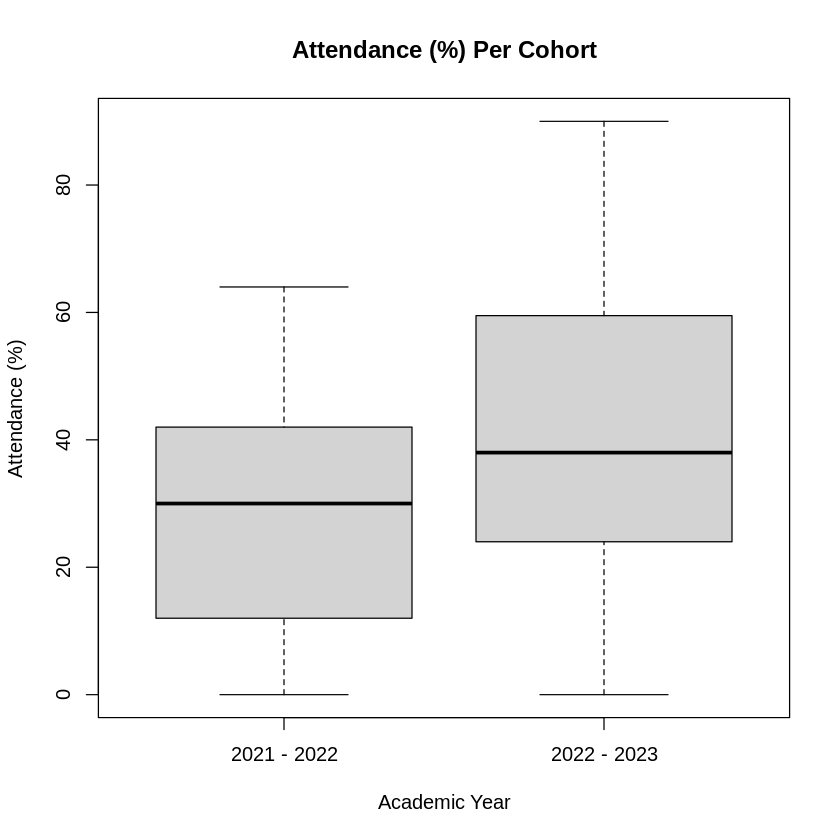 Attendance (%) Per Cohort
80
60
40
20
0
Attendance (%)
2021 - 2022
2022 - 2023
Academic Year